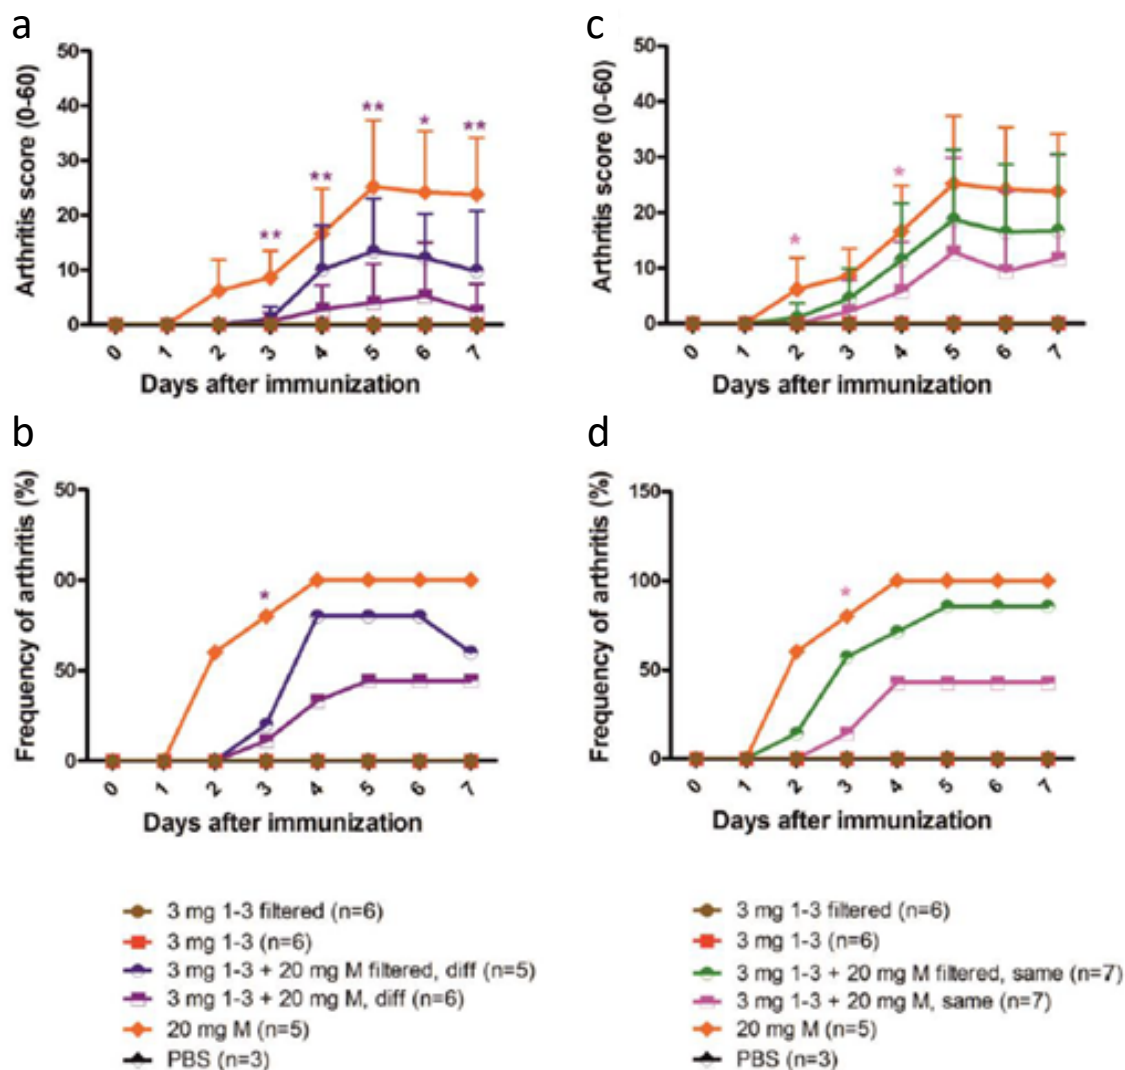 a
50
40
30
20
10
0
Arthritis score (0-60)
** ** ** * **
0 1 2 3 4 5 6 7
Days after immunization
c
50
40
30
20
10
0
Arthritis score (0-60)
* *
0 1 2 3 4 5 6 7
Days after immunization
b
50
00
50
0
Frequency of arthritis (%)
*
0 1 2 3 4 5 6 7
Days after immunization
d
150
100
50
0
Frequency of arthritis (%)
*
0 1 2 3 4 5 6 7
Days after immunization
3 mg 1-3 filtered (n=6)
3 mg 1-3 (n=6)
3 mg 1-3 + 20 mg M filtered, diff (n=5)
3 mg 1-3 + 20 mg M, diff (n=6)
20 mg M (n=5)
PBS (n=3)
3 mg 1-3 filtered (n=6)
3 mg 1-3 (n=6)
3 mg 1-3 + 20 mg M filtered, same (n=7)
3 mg 1-3 + 20 mg M, same (n=7)
20 mg M (n=5)
PBS (n=3)